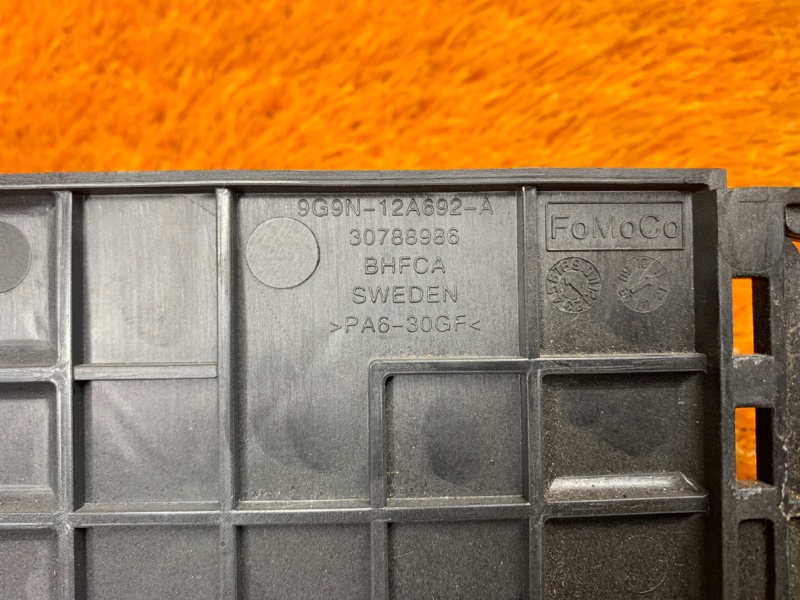 9G9N-12A692-A
30788986
BHFCA
SWEDEN
>PA6-30GF<
FoMoCo